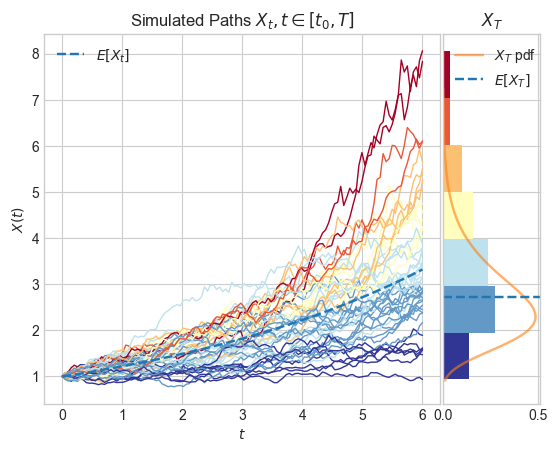 Simulated Paths $X_t, t \in [t_0, T]$
$X_T$
E[X_t]
X_T pdf
E[X_T]
8
7
6
5
4
3
2
1
X(t)
0 1 2 3 4 5 6
0.0 0.5
t